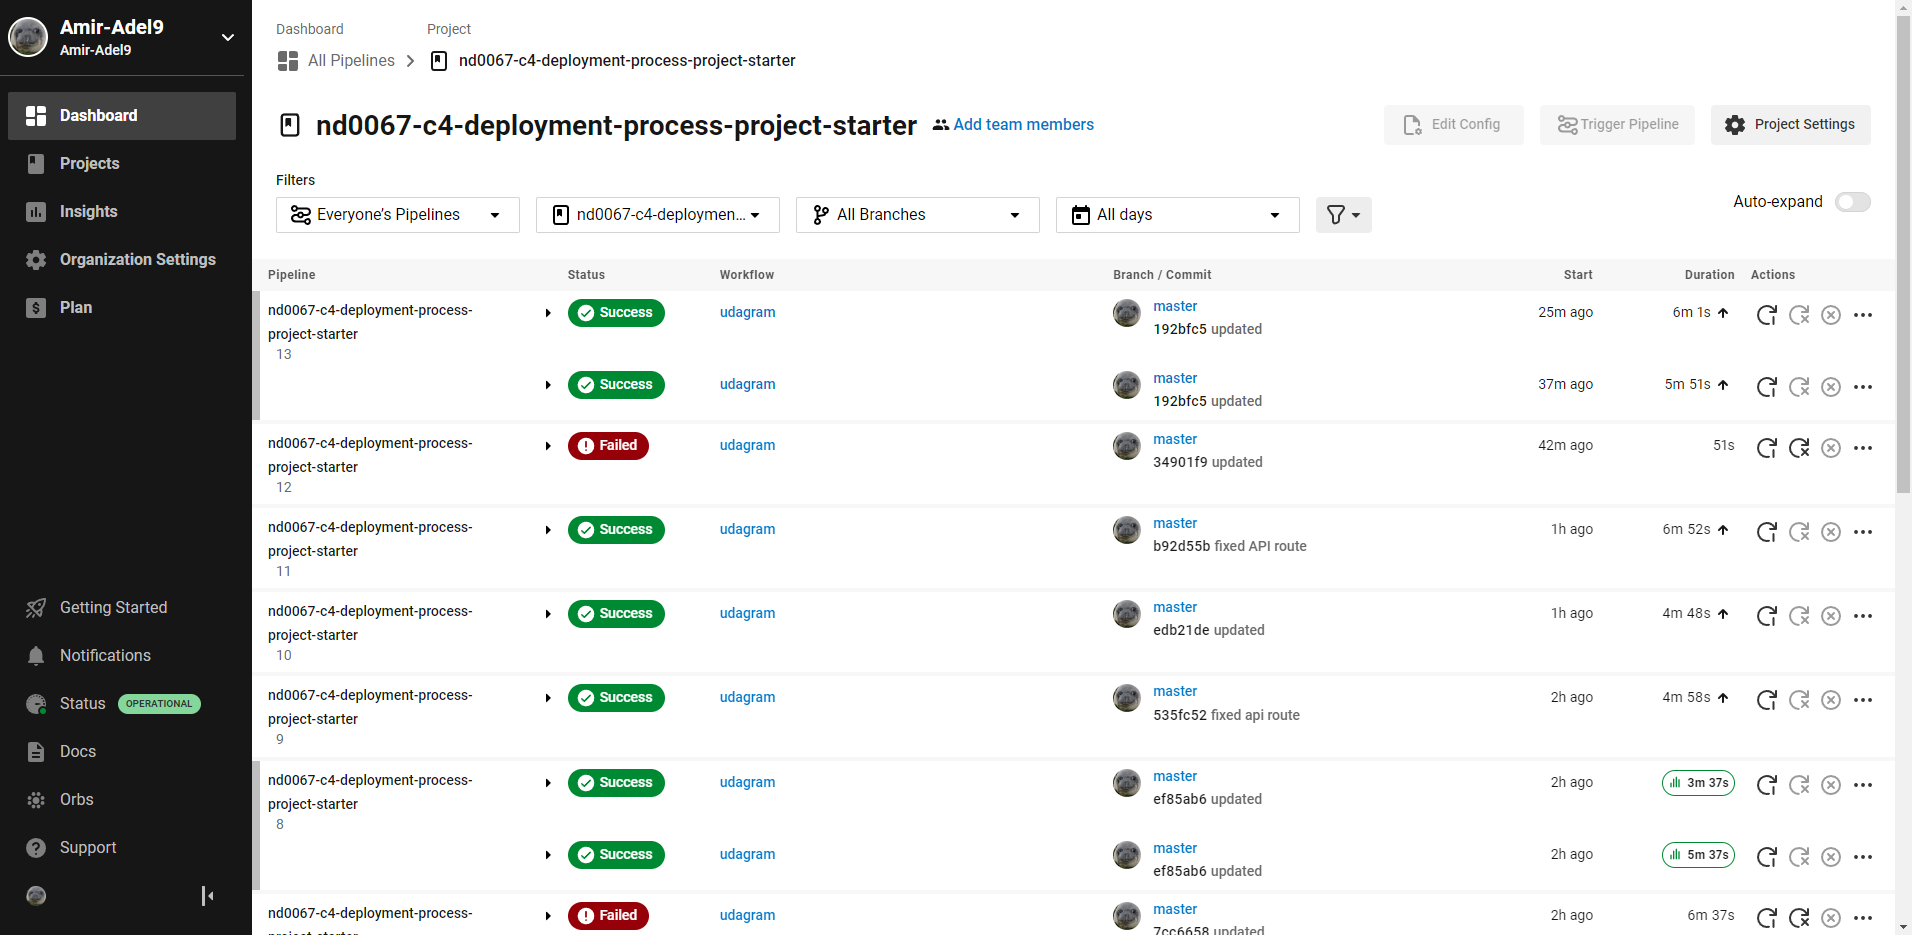 Amir-Adel9
Amir-Adel9
Dashboard
Projects
Insights
Organization Settings
Plan
Getting Started
Notifications
Status OPERATIONAL
Docs
Orbs
Support
Dashboard Project
All Pipelines nd0067-c4-deployment-process-project-starter
nd0067-c4-deployment-process-project-starter Add team members Edit Config Trigger Pipeline Project Settings
Filters
Everyone's Pipelines nd0067-c4-deploymen... All Branches All days Auto-expand
Pipeline Status Workflow Branch / Commit Start Duration Actions
nd0067-c4-deployment-process-
project-starter
13
Success udagram master 25m ago 6m 1s
192bfc5 updated
Success udagram master 37m ago 5m 51s
192bfc5 updated
nd0067-c4-deployment-process-
project-starter
12
Failed udagram master 42m ago 51s
34901f9 updated
nd0067-c4-deployment-process-
project-starter
11
Success udagram master 1h ago 6m 52s
b92d55b fixed API route
nd0067-c4-deployment-process-
project-starter
10
Success udagram master 1h ago 4m 48s
edb21de updated
nd0067-c4-deployment-process-
project-starter
9
Success udagram master 2h ago 4m 58s
535fc52 fixed api route
nd0067-c4-deployment-process-
project-starter
8
Success udagram master 2h ago 3m 37s
ef85ab6 updated
Success udagram master 2h ago 5m 37s
ef85ab6 updated
nd0067-c4-deployment-process-
project-starter
Failed udagram master 2h ago 6m 37s
7cc6658 updated